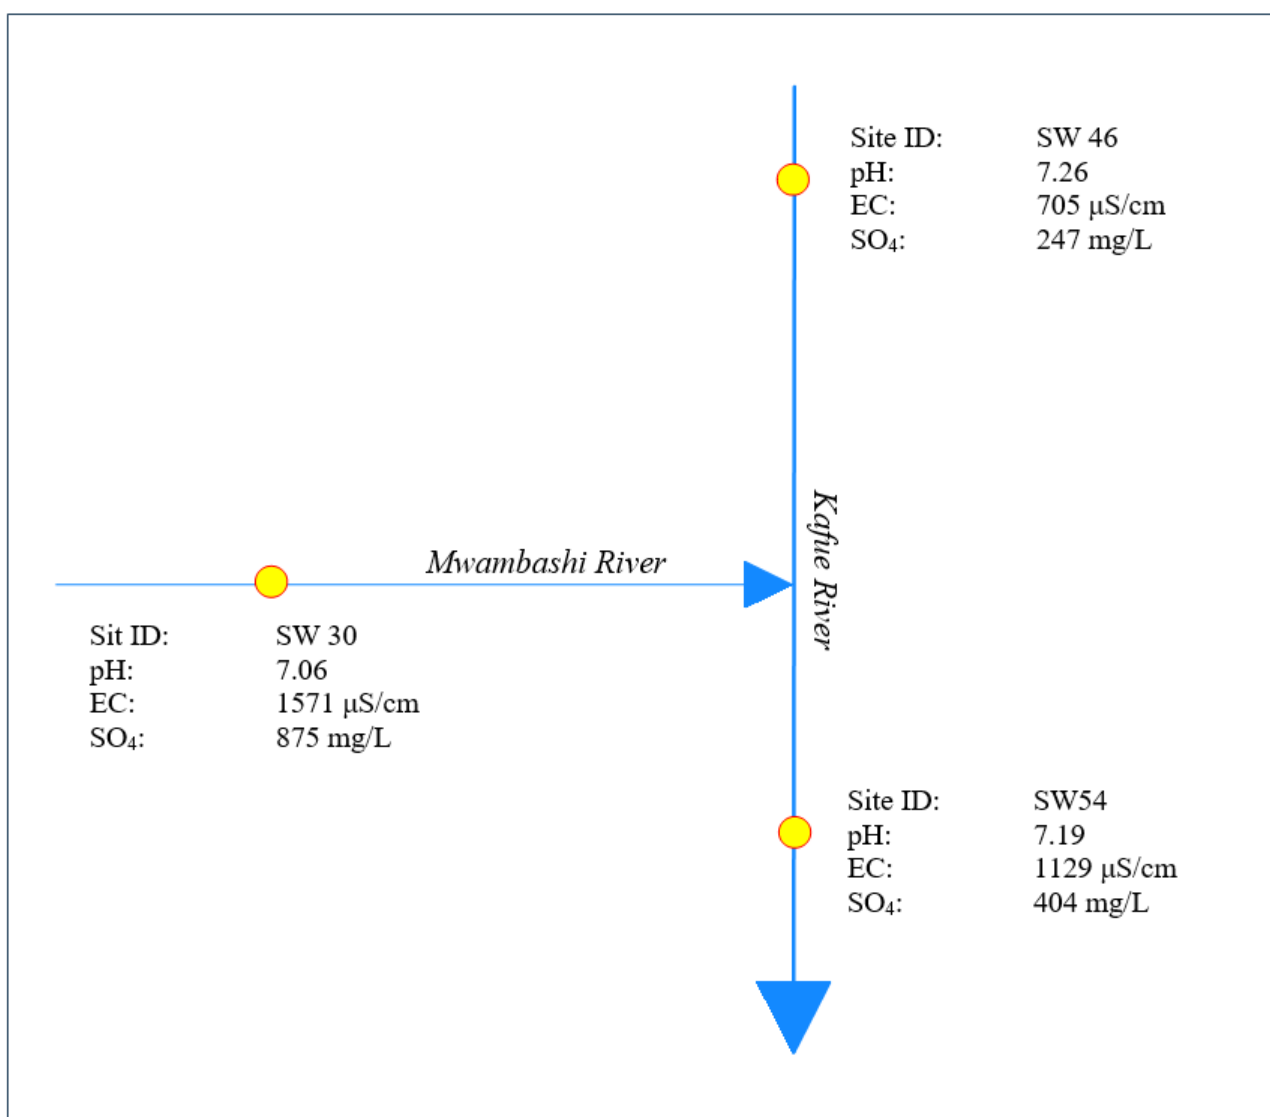 Site ID: SW 46
pH: 7.26
EC: 705 µS/cm
SO₄: 247 mg/L
Kafue River
Mwambashi River
Sit ID: SW 30
pH: 7.06
EC: 1571 µS/cm
SO₄: 875 mg/L
Site ID: SW54
pH: 7.19
EC: 1129 µS/cm
SO₄: 404 mg/L